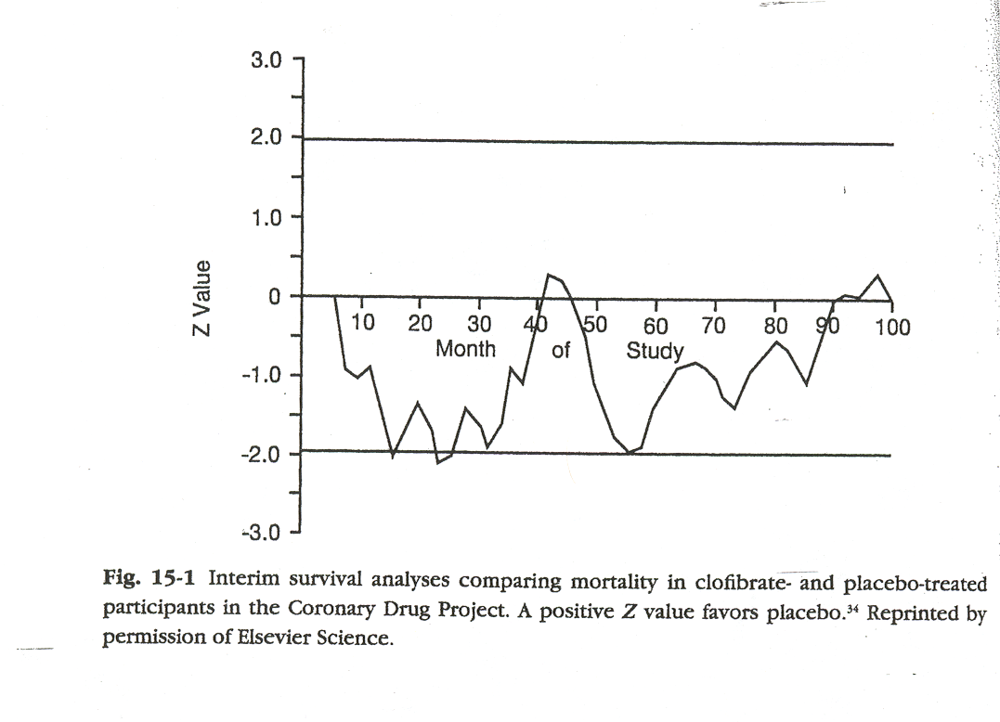 3.0
2.0
1.0
0
-1.0
-2.0
-3.0
Z Value
10 20 30 40 50 60 70 80 90 100
Month of Study
Fig. 15-1 Interim survival analyses comparing mortality in clofibrate- and placebo-treated
participants in the Coronary Drug Project. A positive Z value favors placebo.³⁴ Reprinted by
permission of Elsevier Science.